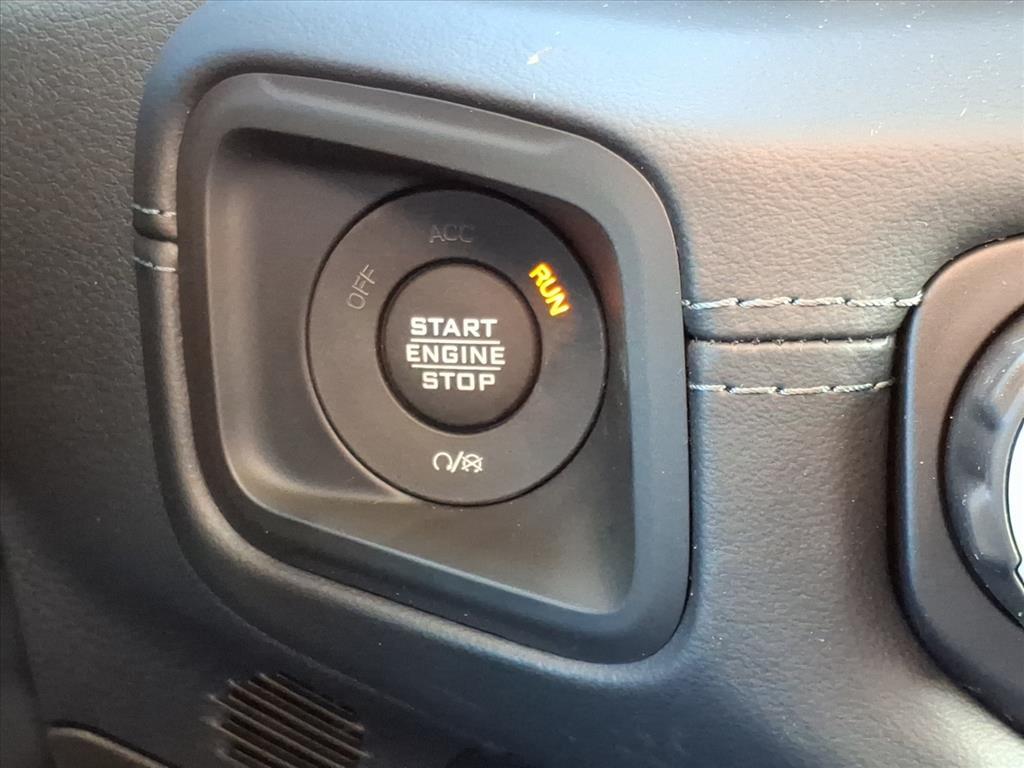 ACC
OFF
RUN
START
ENGINE
STOP